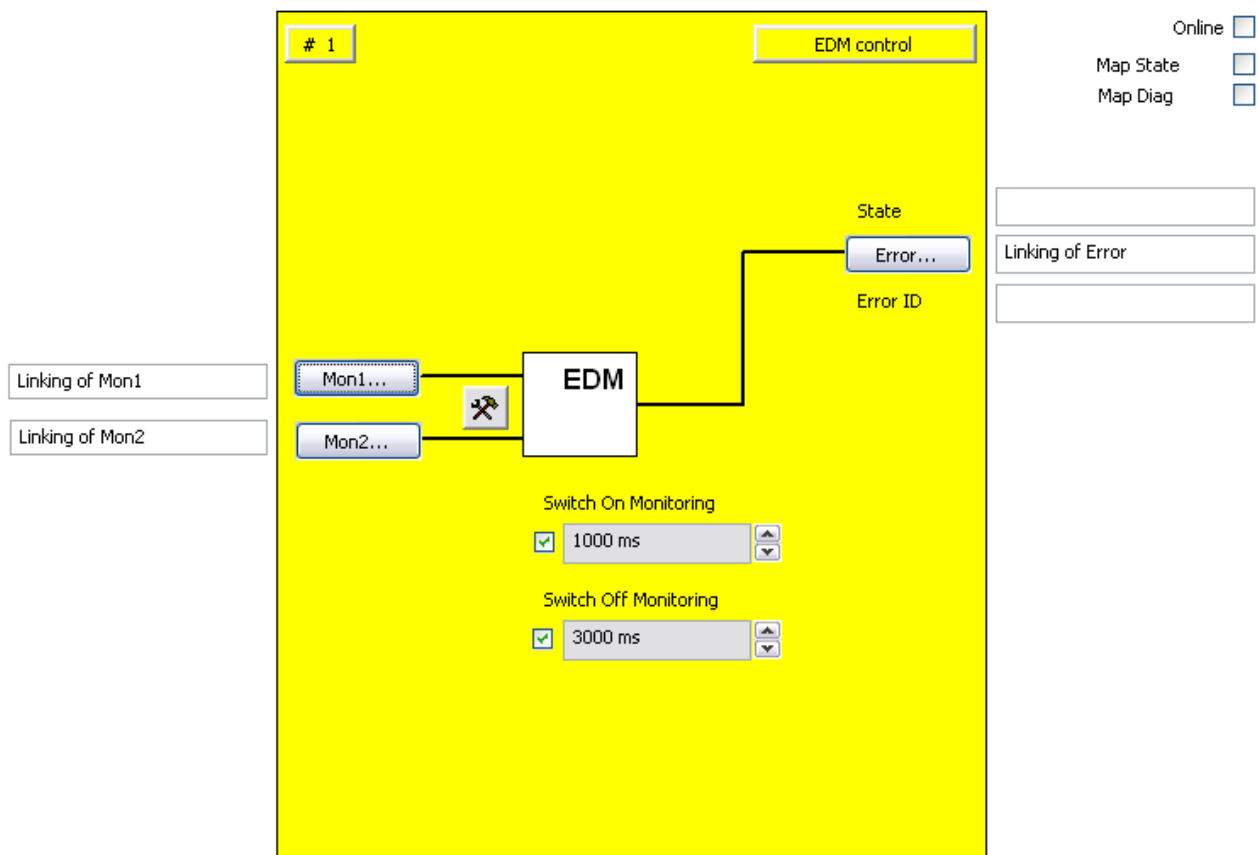 # 1
EDM control
Online
Map State
Map Diag
State
Error...
Linking of Error
Error ID
Linking of Mon1
Mon1...
EDM
Linking of Mon2
Mon2...
Switch On Monitoring
1000 ms
Switch Off Monitoring
3000 ms